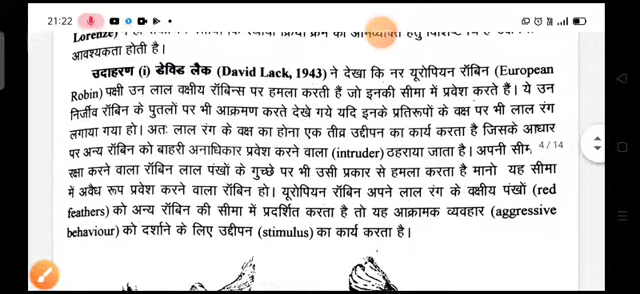 21:22
Lorenze)
आवश्यकता होती है।
उदाहरण (i) डेविड लैक (David Lack, 1943) ने देखा कि नर यूरोपियन रॉबिन (European
Robin) पक्षी उन लाल वक्षीय रॉबिन्स पर हमला करती हैं जो इनकी सीमा में प्रवेश करते हैं। ये उन
निर्जीव रॉबिन के पुतलों पर भी आक्रमण करते देखे गये यदि इनके प्रतिरूपों के वक्ष पर भी लाल रंग
लगाया गया हो। अतः लाल रंग के वक्ष का होना एक तीव्र उद्दीपन का कार्य करता है जिसके आधार
पर अन्य रॉबिन को बाहरी अनाधिकार प्रवेश करने वाला (intruder) ठहराया जाता है। अपनी सीम
4/14
रक्षा करने वाला रॉबिन लाल पंखों के गुच्छे पर भी उसी प्रकार से हमला करता है मानो यह सीमा
में अवैध रूप प्रवेश करने वाला रॉबिन हो। यूरोपियन रॉबिन अपने लाल रंग के वक्षीय पंखों (red
feathers) को अन्य रॉबिन की सीमा में प्रदर्शित करता है तो यह आक्रामक व्यवहार (aggressive
behaviour) को दर्शाने के लिए उद्दीपन (stimulus) का कार्य करता है।